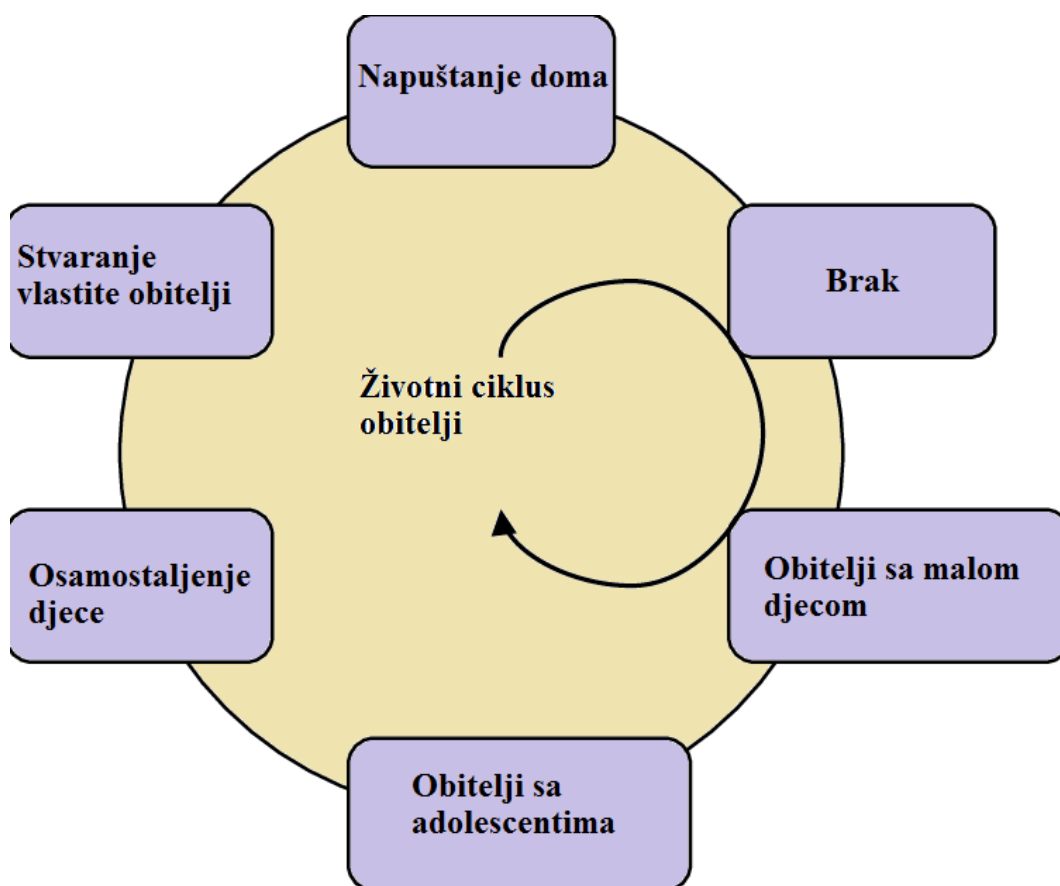 Napuštanje doma
Stvaranje
vlastite obitelji
Brak
Životni ciklus
obitelji
Osamostaljenje
djece
Obitelji sa malom
djecom
Obitelji sa
adolescentima